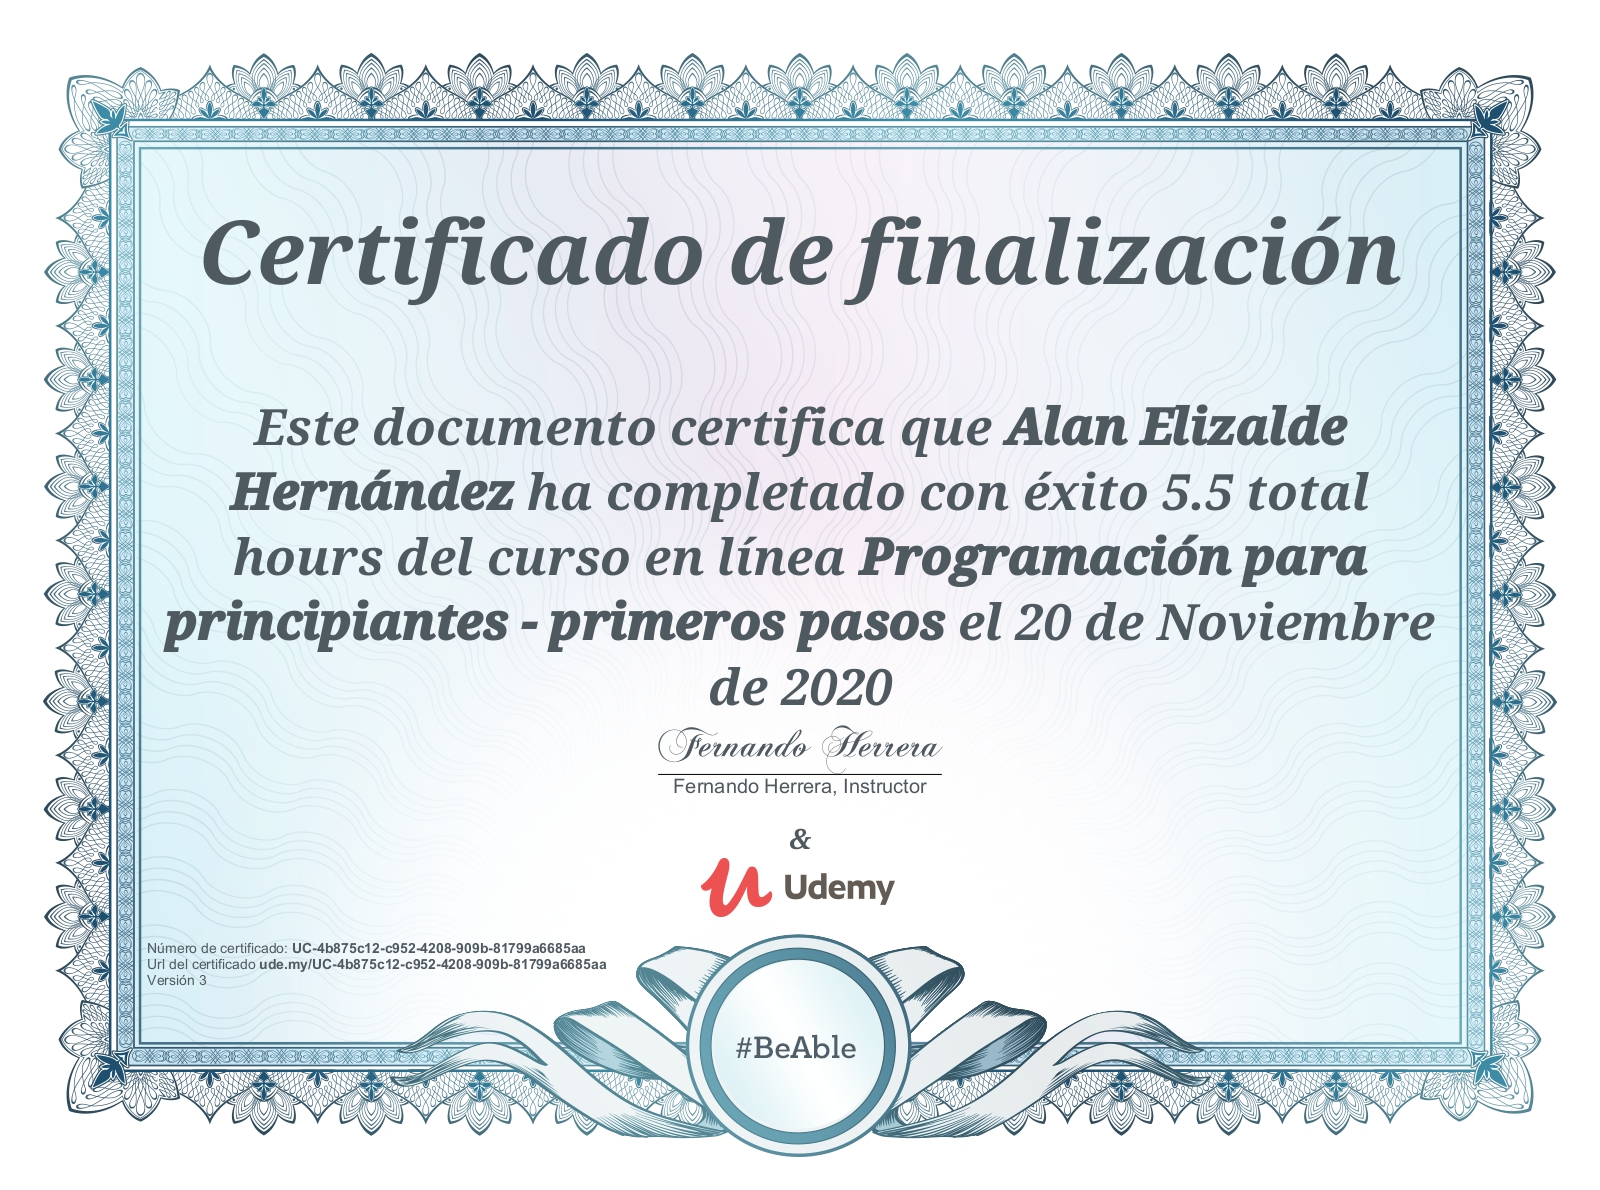 Certificado de finalización
Este documento certifica que Alan Elizalde
Hernández ha completado con éxito 5.5 total
hours del curso en línea Programación para
principiantes - primeros pasos el 20 de Noviembre
de 2020
Fernando Herrera
Fernando Herrera, Instructor
&
Udemy
Número de certificado: UC-4b875c12-c952-4208-909b-81799a6685aa
Url del certificado ude.my/UC-4b875c12-c952-4208-909b-81799a6685aa
Versión 3
#BeAble